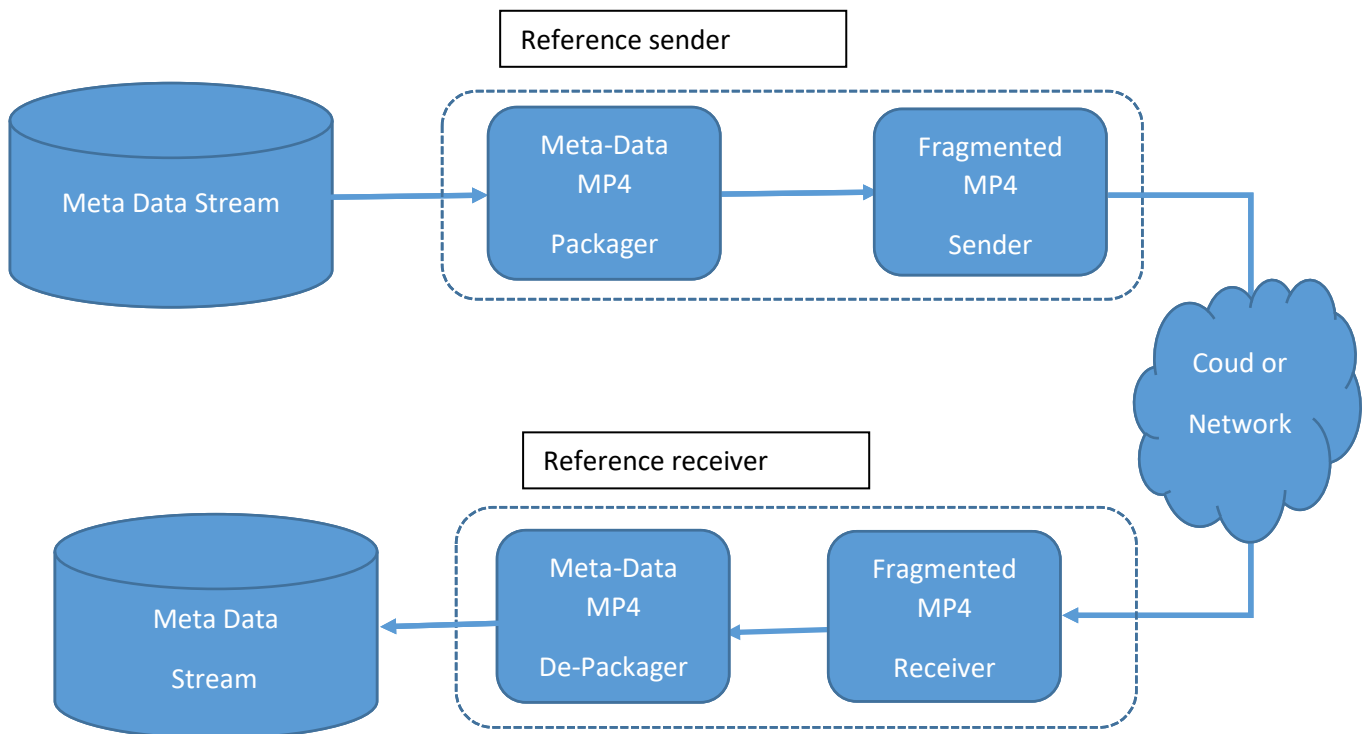 Reference sender
Meta Data Stream
Meta-Data
MP4
Packager
Fragmented
MP4
Sender
Coud or
Network
Reference receiver
Meta Data
Stream
Meta-Data
MP4
De-Packager
Fragmented
MP4
Receiver